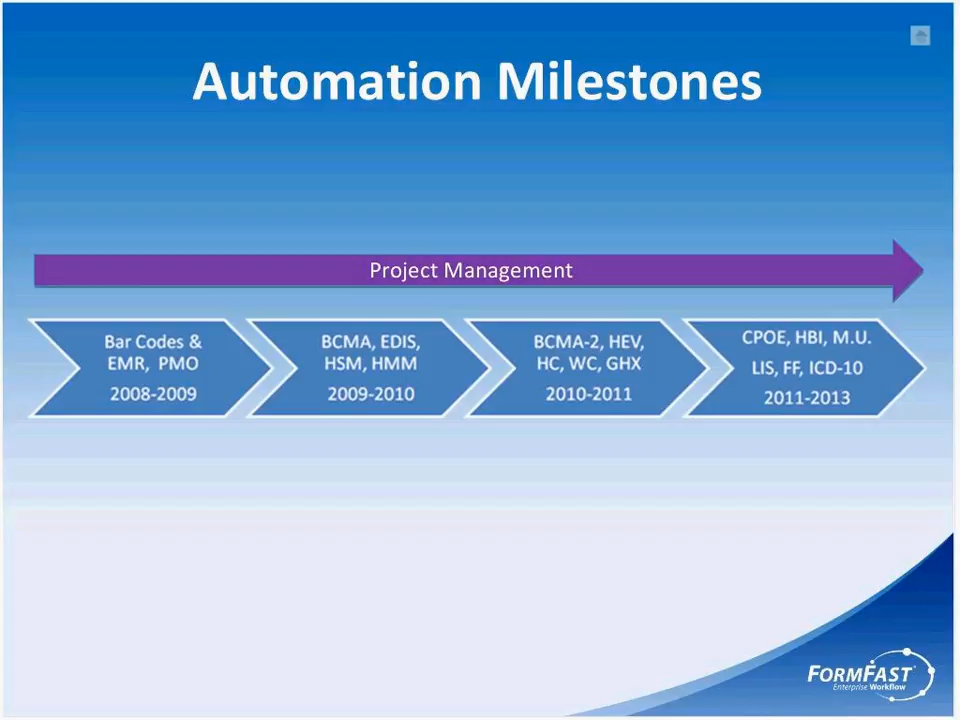 Automation Milestones
Project Management
Bar Codes &
EMR, PMO
2008-2009
BCMA, EDIS,
HSM, HMM
2009-2010
BCMA-2, HEV,
HC, WC, GHX
2010-2011
CPOE, HBI, M.U.
LIS, FF, ICD-10
2011-2013
FORMFAST
Enterprise Workflow